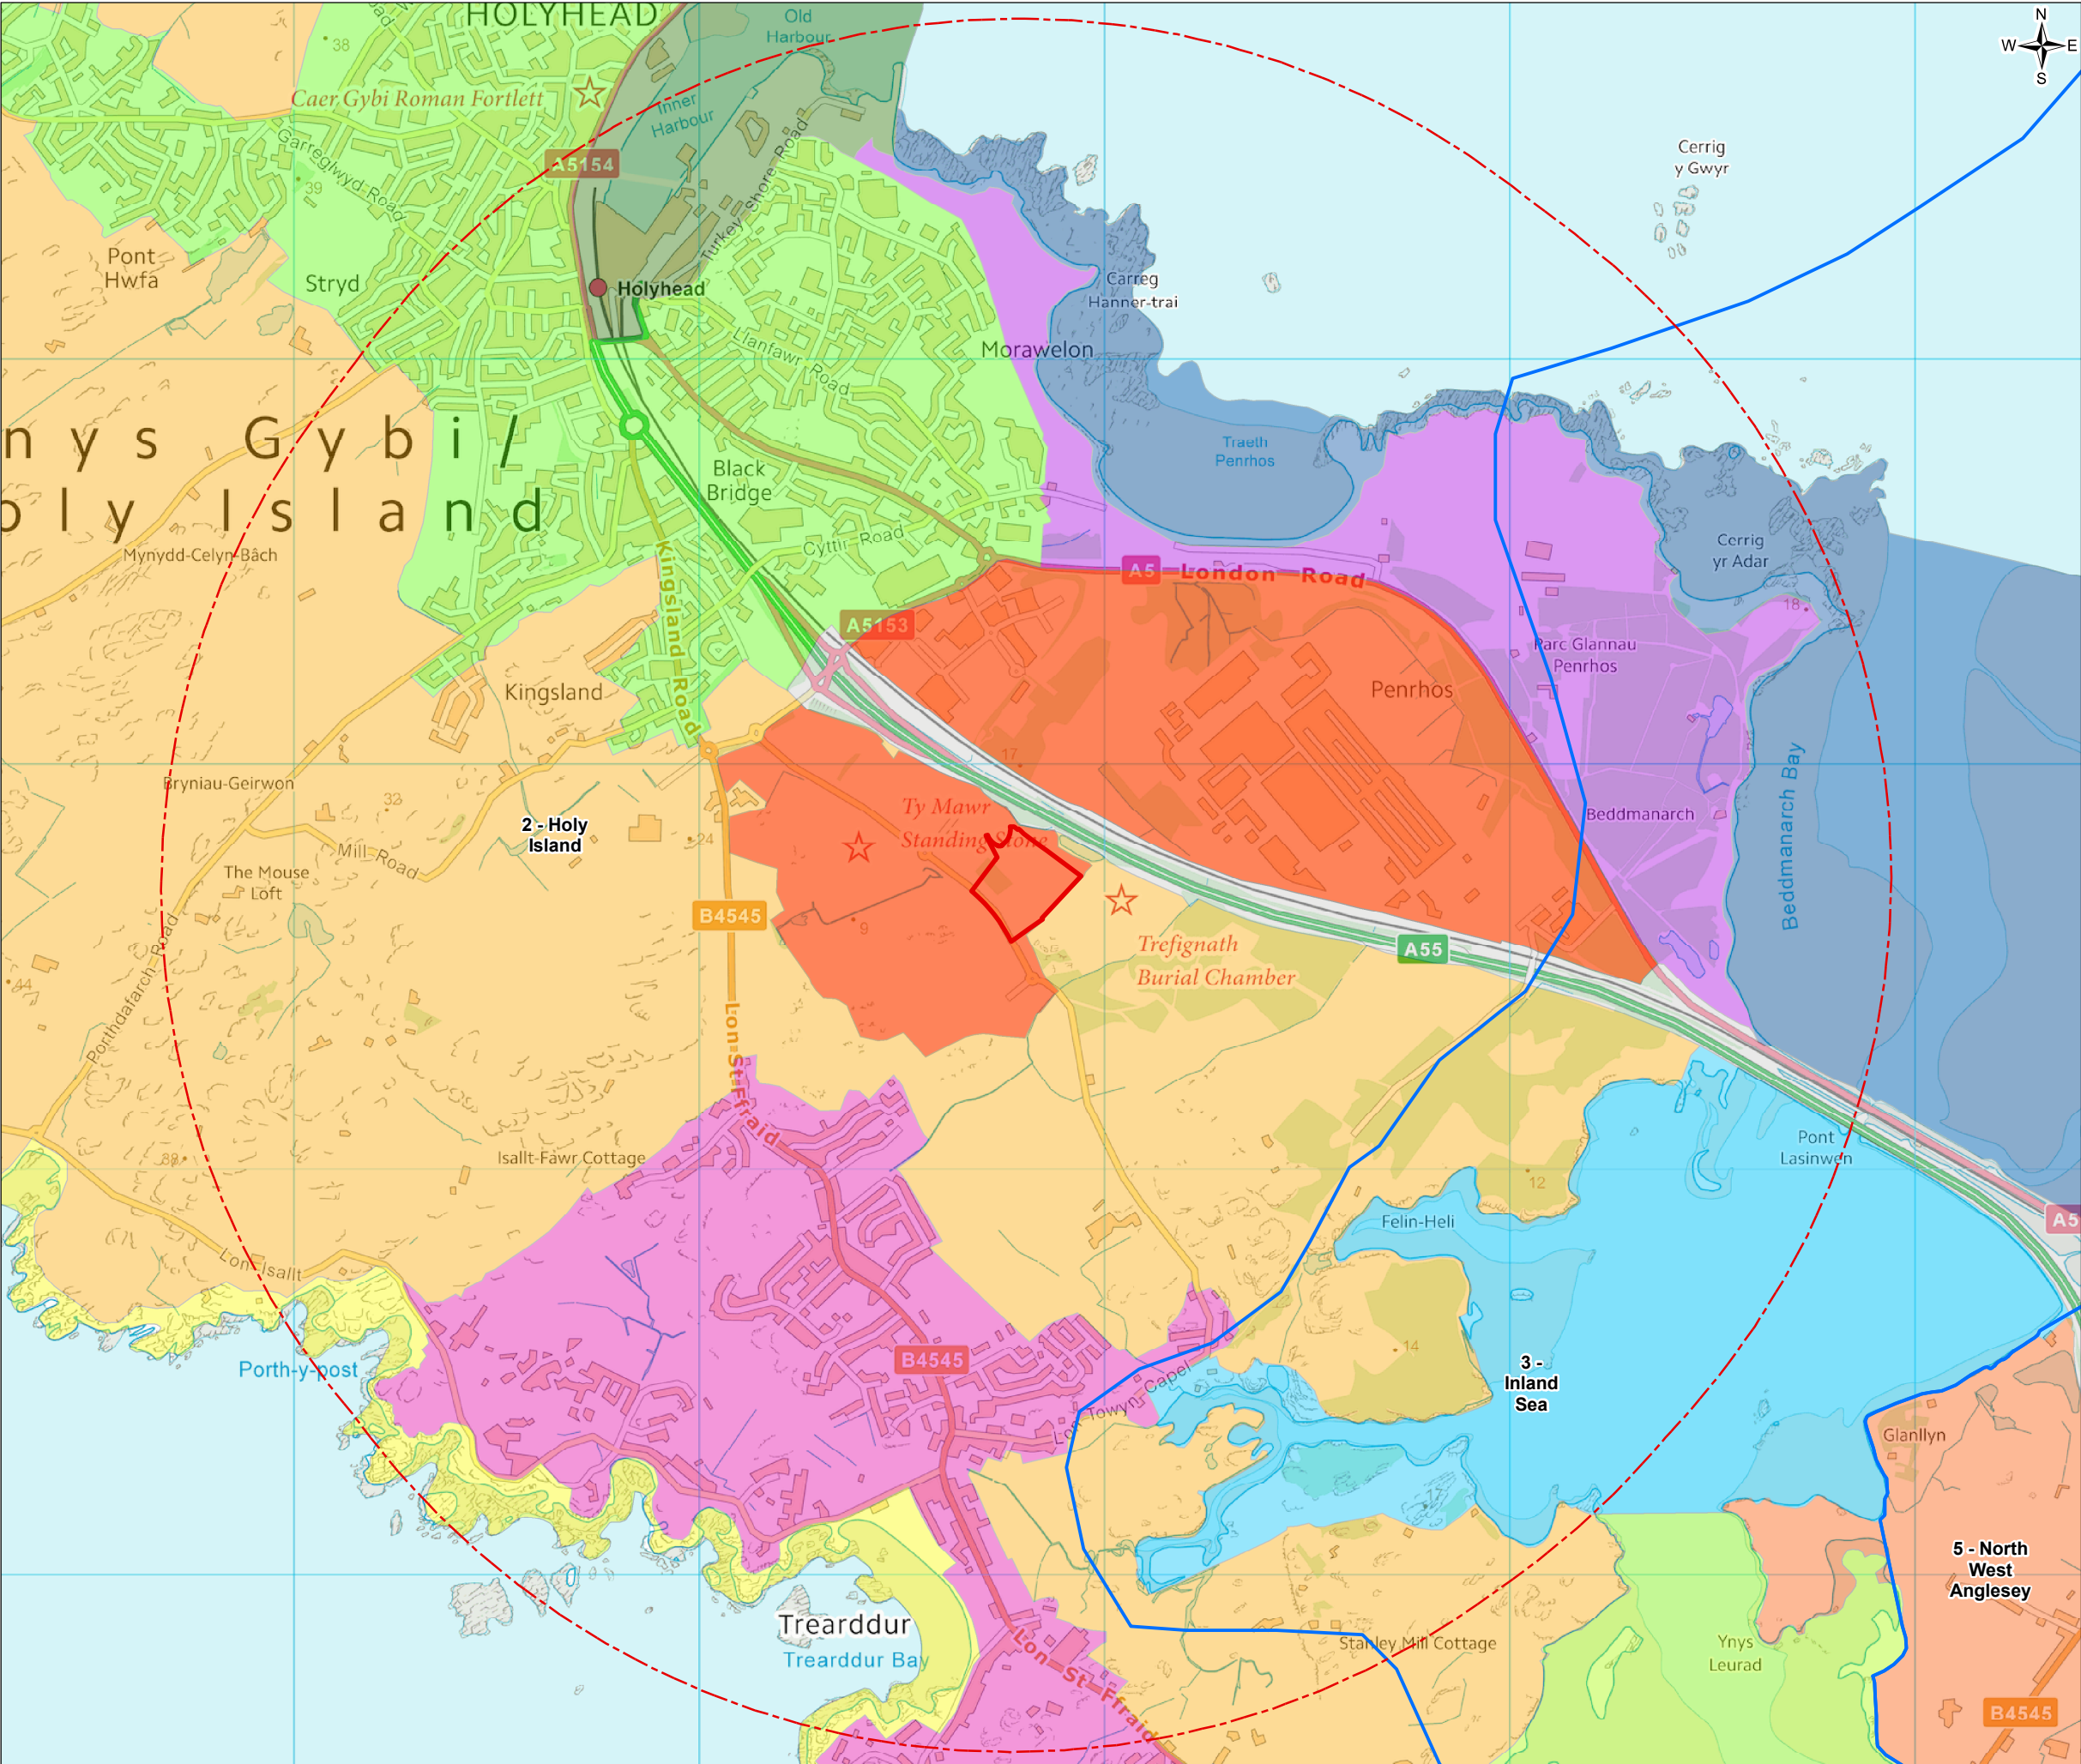 HOLYHEAD
Old
Harbour
N
W
E
S
38
Caer Gybi Roman Fortlett
Inner
Harbour
Garreglwyd Road
39
A5154
Turkey Shore Road
Cerrig
y Gwyr
Pont
Hwfa
Stryd
Holyhead
Carreg
Hanner-trai
Llanfawr Road
Morawelon
nys Gybi/
oly Island
Black
Bridge
Traeth
Penrhos
Mynydd-Celyn-Bâch
Cyttir Road
Cerrig
yr Adar
Kingsland Road
A5
London Road
18
A5153
Parc Glannau
Penrhos
Kingsland
Penrhos
17
Bryniau-Geirwon
33
Ty Mawr
Standing Stone
Beddmanarch
Beddmanarch Bay
2 - Holy
Island
24
Mill Road
The Mouse
Loft
B4545
9
Trefignath
Burial Chamber
A55
44
Porthdafarch Road
Lon St Ffraid
Pont
Lasinwen
38
Isallt-Fawr Cottage
12
Felin-Heli
A5
Lon Isallt
14
Porth-y-post
B4545
3 -
Inland
Sea
Lon Towyn Capel
Glanllyn
5 - North
West
Anglesey
Trearddur
Trearddur Bay
Lon St Ffraid
Stanley Mill Cottage
Ynys
Leurad
B4545